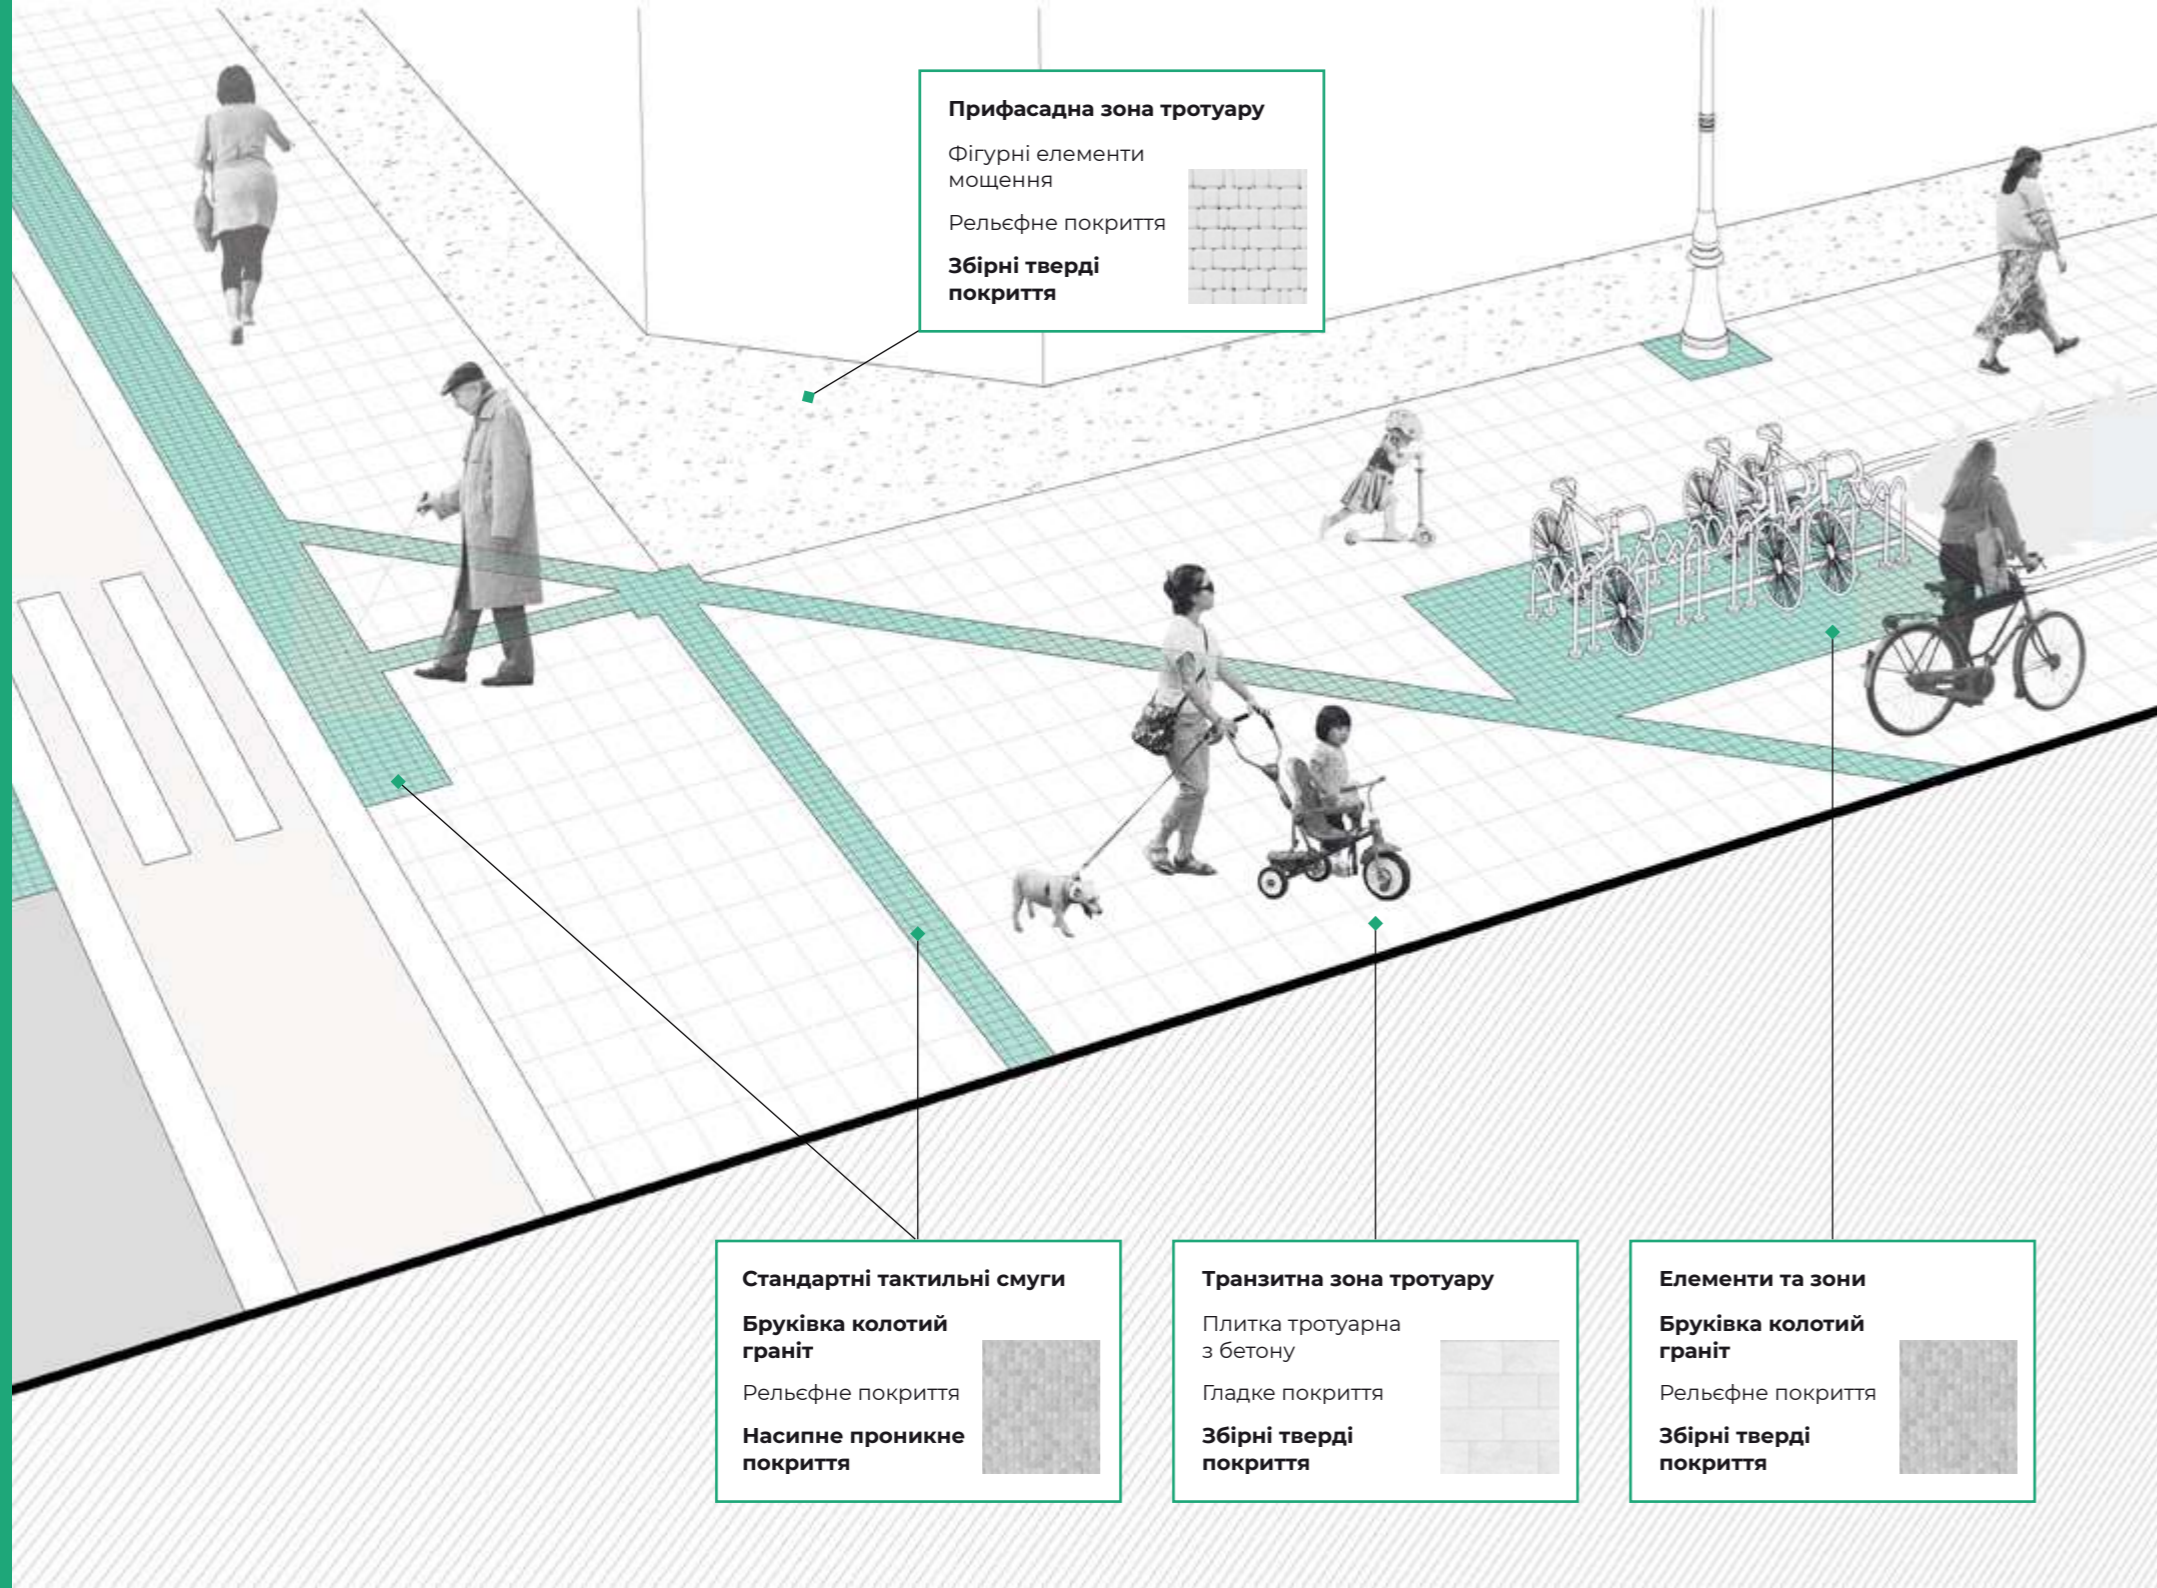 Прифасадна зона тротуару
Фігурні елементи
мощення
Рельєфне покриття
Збірні тверді
покриття
Стандартні тактильні смуги
Бруківка колотий
граніт
Рельєфне покриття
Насипне проникне
покриття
Транзитна зона тротуару
Плитка тротуарна
з бетону
Гладке покриття
Збірні тверді
покриття
Елементи та зони
Бруківка колотий
граніт
Рельєфне покриття
Збірні тверді
покриття